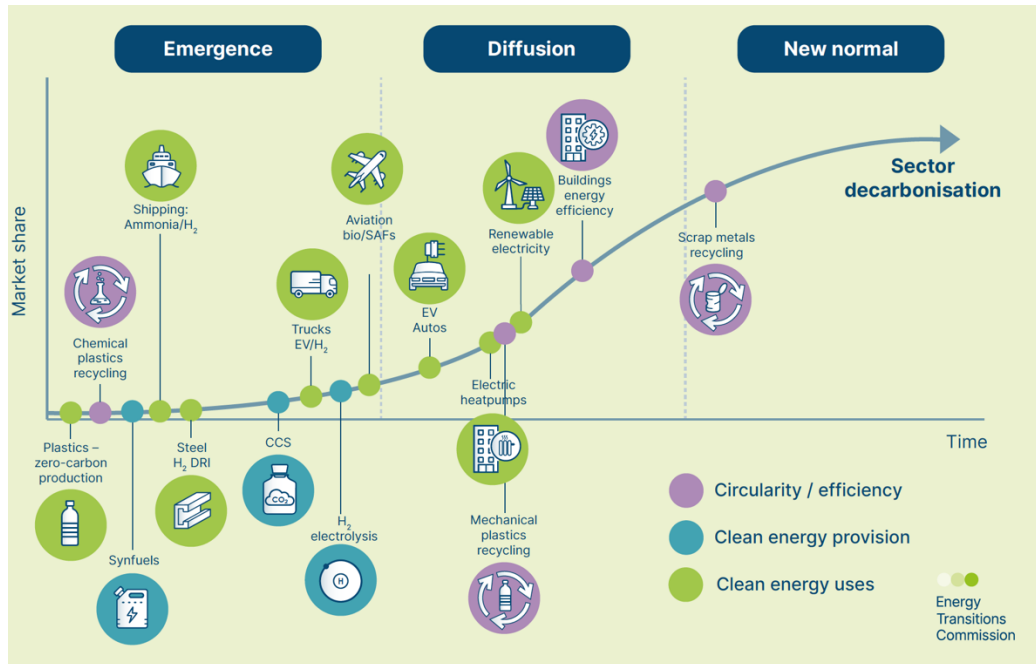 Emergence
Diffusion
New normal
Market share
Shipping:
Ammonia/H₂
Chemical
plastics
recycling
Trucks
EV/H₂
Aviation
bio/SAFs
EV
Autos
Renewable
electricity
Buildings
energy
efficiency
Scrap metals
recycling
Sector
decarbonisation
Plastics –
zero-carbon
production
Synfuels
Steel
H₂ DRI
CCS
CO₂
H₂
electrolysis
H
Electric
heatpumps
Mechanical
plastics
recycling
Time
Circularity / efficiency
Clean energy provision
Clean energy uses
Energy
Transitions
Commission